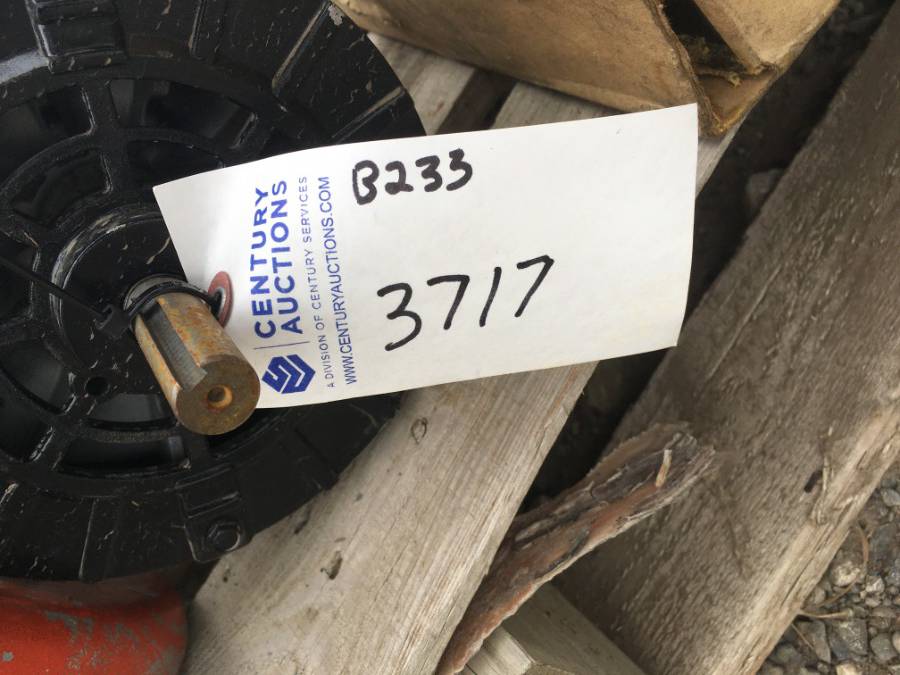 B233
3717
CENTURY
AUCTIONS
A DIVISION OF CENTURY SERVICES
WWW.CENTURYAUCTIONS.COM